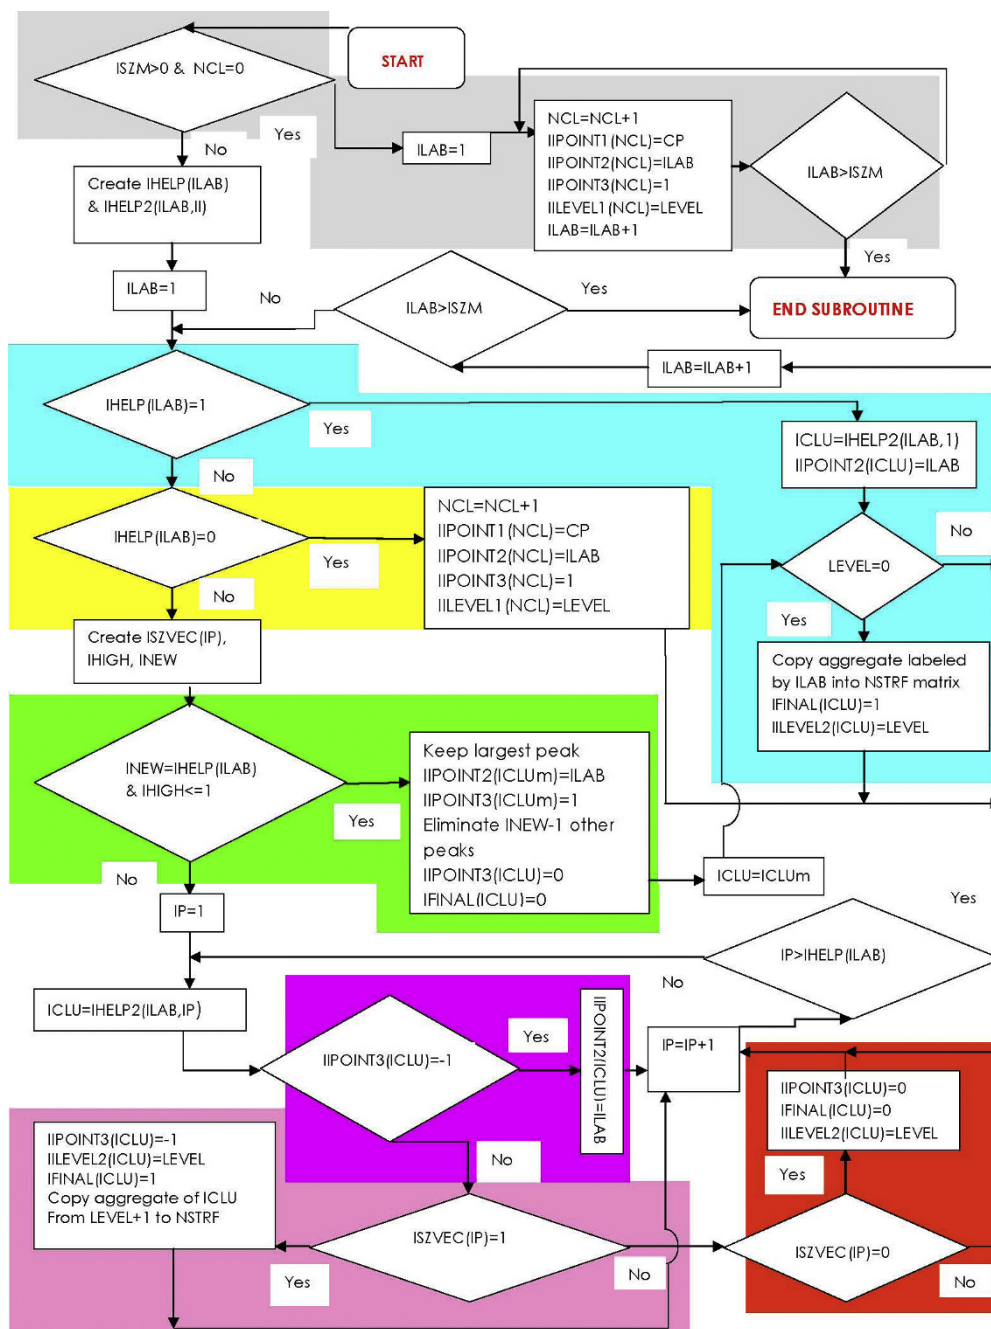 START
ISZM>0 & NCL=0
Yes
No
ILAB=1
NCL=NCL+1
IIPOINT1(NCL)=CP
IIPOINT2(NCL)=ILAB
IIPOINT3(NCL)=1
IILEVEL1(NCL)=LEVEL
ILAB=ILAB+1
ILAB>ISZM
Yes
Create IHELP(ILAB)
& IHELP2(ILAB,II)
ILAB=1
No
ILAB>ISZM
Yes
END SUBROUTINE
ILAB=ILAB+1
IHELP(ILAB)=1
Yes
No
ICLU=IHELP2(ILAB,1)
IIPOINT2(ICLU)=ILAB
IHELP(ILAB)=0
Yes
No
NCL=NCL+1
IIPOINT1(NCL)=CP
IIPOINT2(NCL)=ILAB
IIPOINT3(NCL)=1
IILEVEL1(NCL)=LEVEL
LEVEL=0
No
Yes
Copy aggregate labeled
by ILAB into NSTRF matrix
IFINAL(ICLU)=1
IILEVEL2(ICLU)=LEVEL
Create ISZVEC(IP),
IHIGH, INEW
INEW=IHELP(ILAB)
& IHIGH<=1
Yes
No
Keep largest peak
IIPOINT2(ICLUm)=ILAB
IIPOINT3(ICLUm)=1
Eliminate INEW-1 other
peaks
IIPOINT3(ICLU)=0
IFINAL(ICLU)=0
ICLU=ICLUm
IP=1
Yes
IP>IHELP(ILAB)
No
ICLU=IHELP2(ILAB,IP)
IIPOINT3(ICLU)=-1
Yes
No
IIPOINT2(ICLU)=ILAB
IP=IP+1
IIPOINT3(ICLU)=0
IFINAL(ICLU)=0
IILEVEL2(ICLU)=LEVEL
Yes
IIPOINT3(ICLU)=-1
IILEVEL2(ICLU)=LEVEL
IFINAL(ICLU)=1
Copy aggregate of ICLU
From LEVEL+1 to NSTRF
ISZVEC(IP)=1
Yes
No
ISZVEC(IP)=0
No